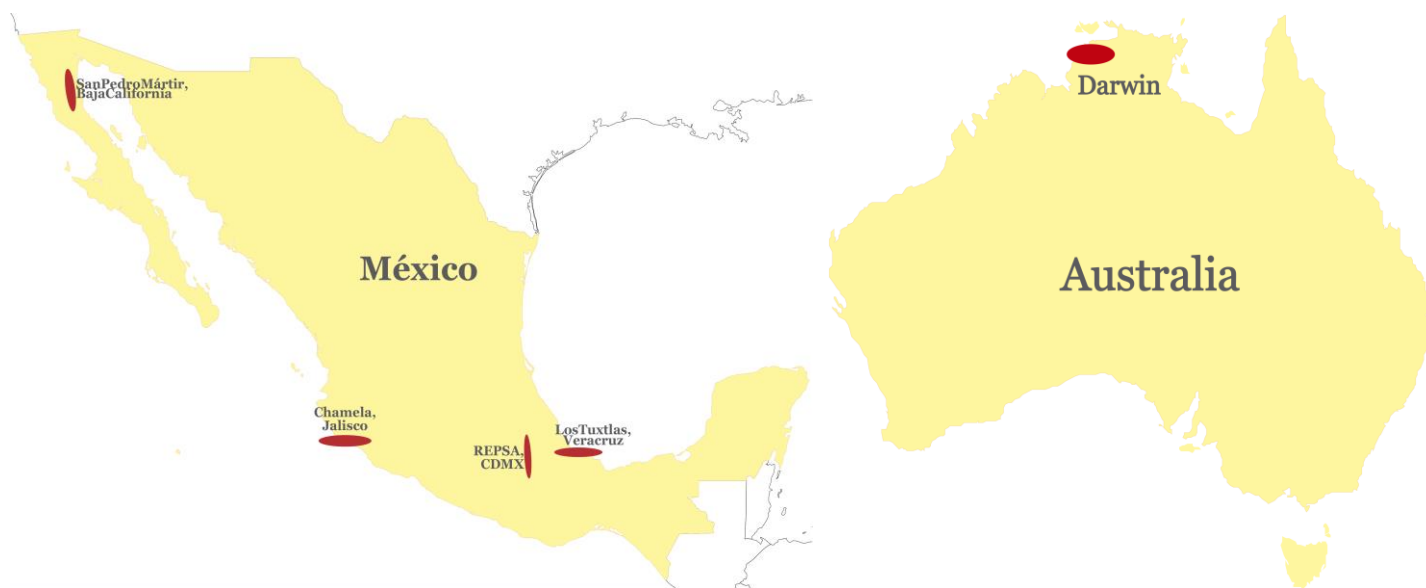 SanPedroMártir,
BajaCalifornia
México
Chamela,
Jalisco
REPSA,
CDMX
LosTuxtlas,
Veracruz
Darwin
Australia